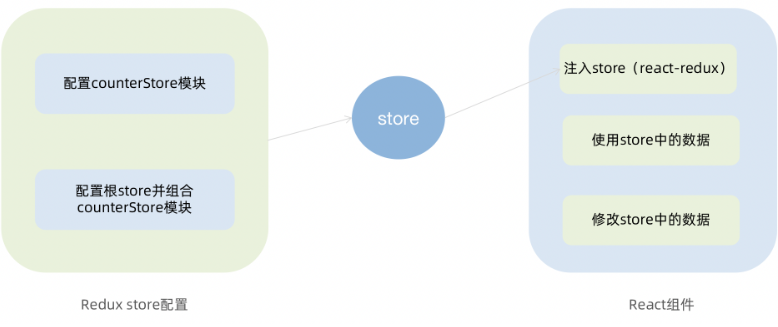 配置counterStore模块
配置根store并组合
counterStore模块
Redux store配置
store
注入store（react-redux）
使用store中的数据
修改store中的数据
React组件